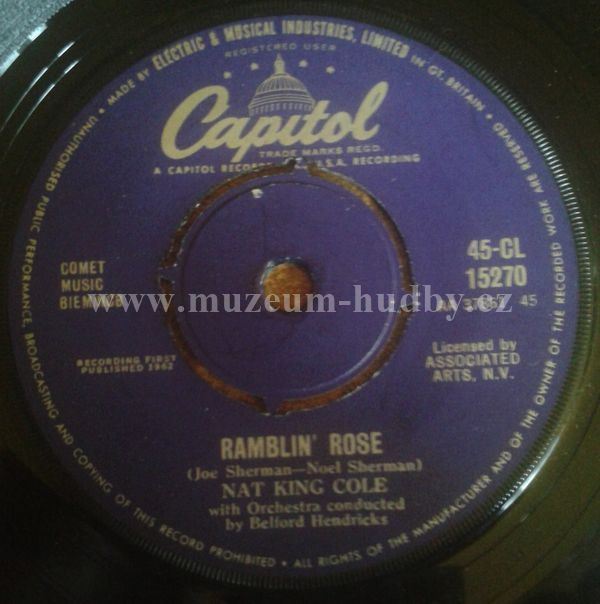 MADE BY ELECTRIC & MUSICAL INDUSTRIES, LIMITED IN GT. BRITAIN • ALL RIGHTS OF THE MANUFACTURER AND OF THE OWNER OF THE RECORDED WORK ARE RESERVED • UNAUTHORISED PUBLIC PERFORMANCE, BROADCASTING AND COPYING OF THIS RECORD PROHIBITED •
REGISTERED USER
Capitol
TRADE MARKS REGD.
A CAPITOL RECORDS U.S.A. RECORDING
COMET
MUSIC
45-CL
15270
www.muzeum-hudby.cz
45
RECORDING FIRST
PUBLISHED 1962
Licensed by
ASSOCIATED
ARTS, N.V.
RAMBLIN' ROSE
(Joe Sherman—Noel Sherman)
NAT KING COLE
with Orchestra conducted
by Belford Hendricks